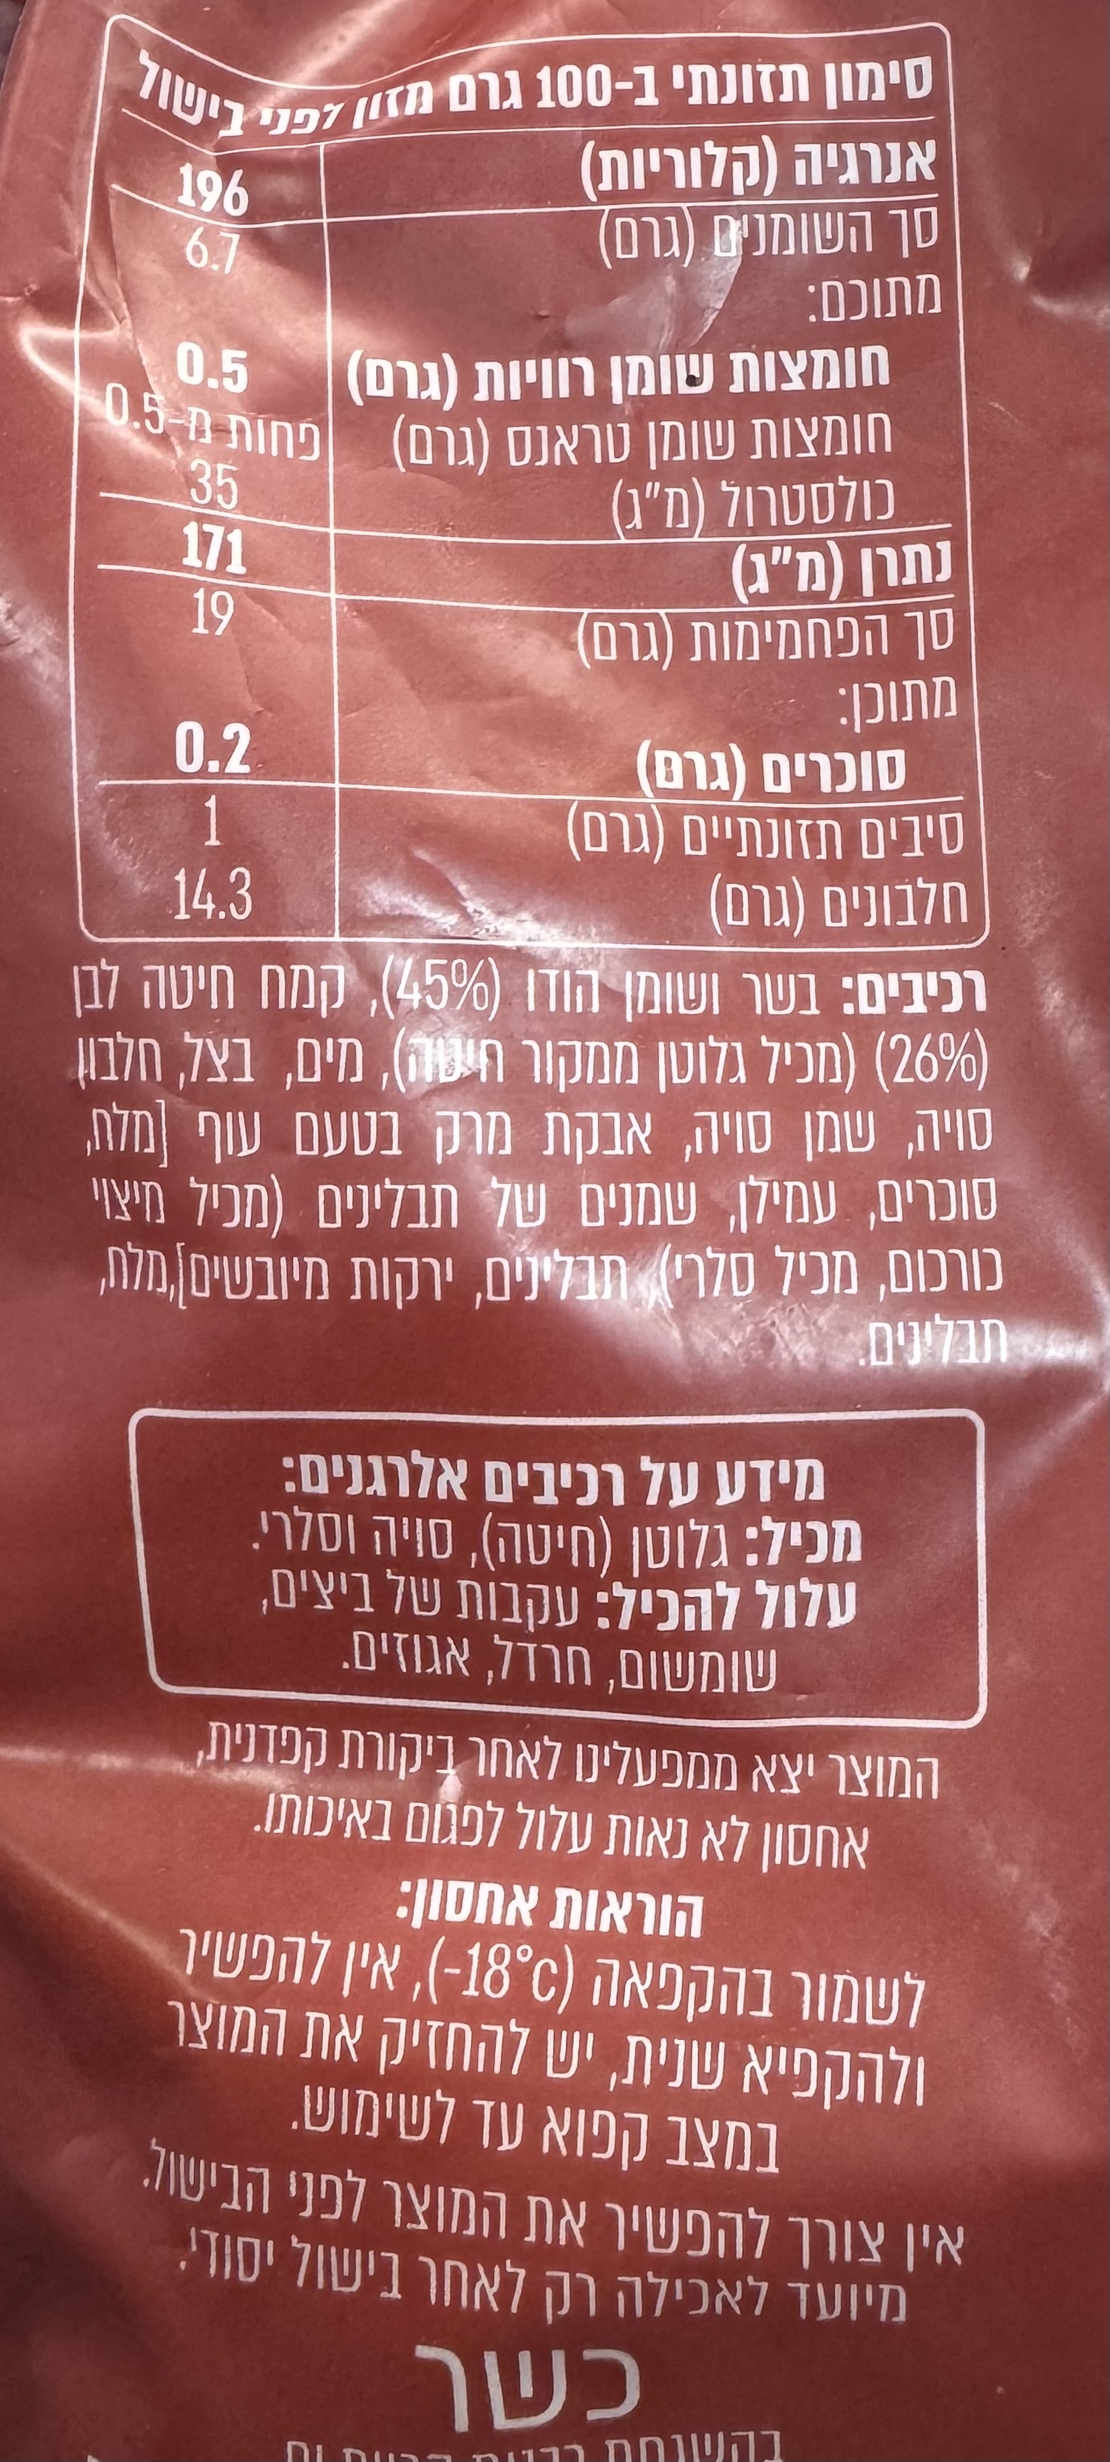 סימון תזונתי ב-100 גרם מזון לפני בישול
אנרגיה (קלוריות) 196
סך השומנים (גרם) 6.7
מתוכם:
חומצות שומן רוויות (גרם) 0.5
חומצות שומן טראנס (גרם) פחות מ-0.5
כולסטרול (מ"ג) 35
נתרן (מ"ג) 171
סך הפחמימות (גרם) 19
מתוכן:
סוכרים (גרם) 0.2
סיבים תזונתיים (גרם) 1
חלבונים (גרם) 14.3
רכיבים: בשר ושומן הודו (45%), קמח חיטה לבן
(26%) (מכיל גלוטן ממקור חיטה), מים, בצל, חלבון
סויה, שמן סויה, אבקת מרק בטעם עוף [מלח,
סוכרים, עמילן, שמנים של תבלינים (מכיל מיצוי
כורכום, מכיל סלרי), תבלינים, ירקות מיובשים],מלח,
תבלינים.
מידע על רכיבים אלרגנים:
מכיל: גלוטן (חיטה), סויה וסלרי.
עלול להכיל: עקבות של ביצים,
שומשום, חרדל, אגוזים.
המוצר יצא ממפעלינו לאחר ביקורת קפדנית,
אחסון לא נאות עלול לפגום באיכותו.
הוראות אחסון:
לשמור בהקפאה (-18°c), אין להפשיר
ולהקפיא שנית, יש להחזיק את המוצר
במצב קפוא עד לשימוש.
אין צורך להפשיר את המוצר לפני הבישול.
מיועד לאכילה רק לאחר בישול יסודי.
כשר
בהשגחת רבנות